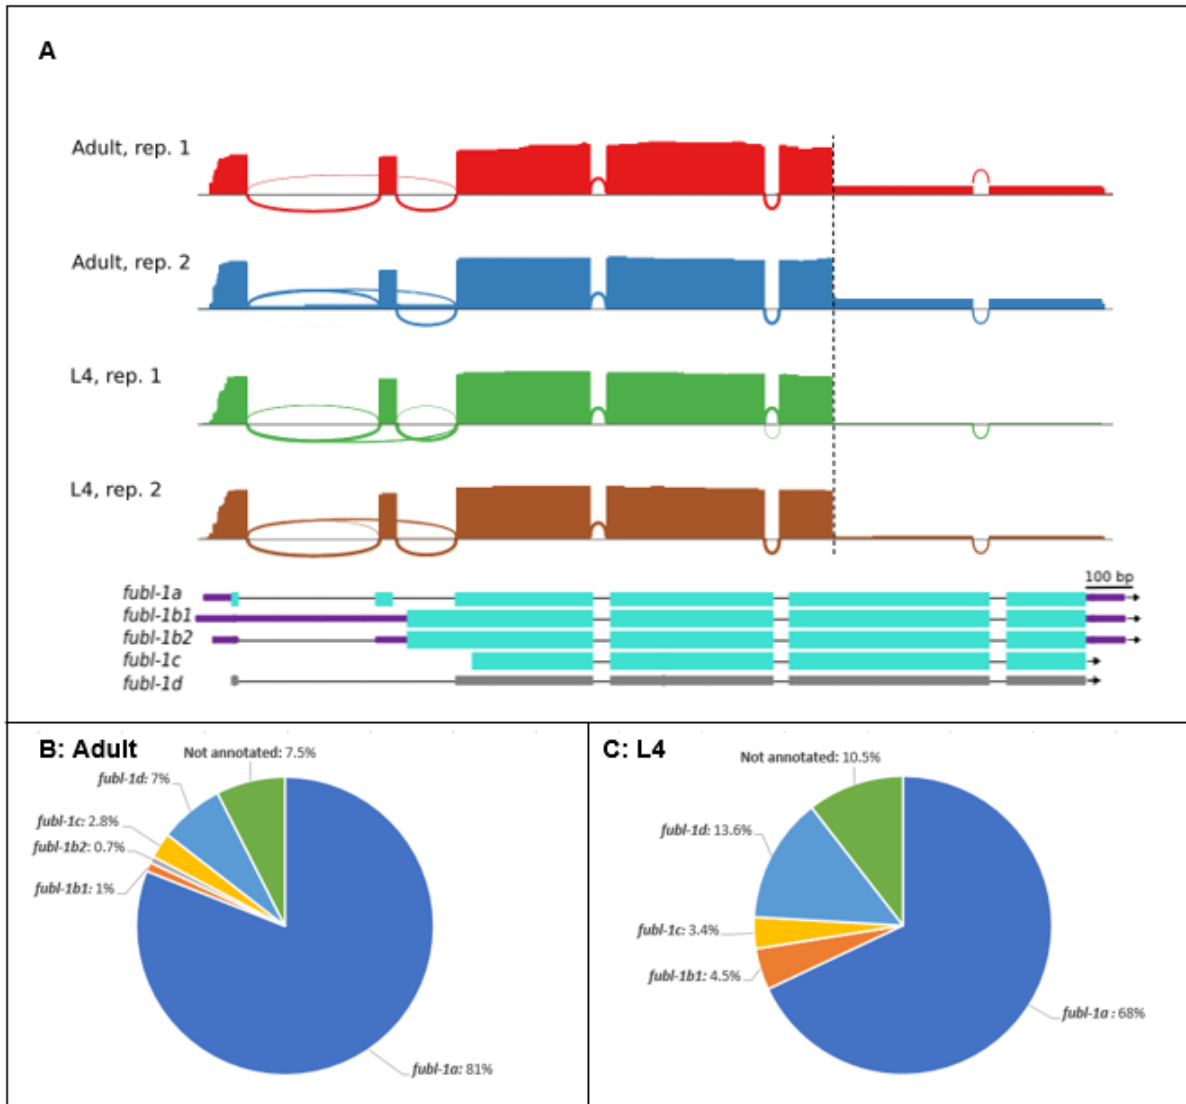 A
Adult, rep. 1
Adult, rep. 2
L4, rep. 1
L4, rep. 2
100 bp
fubl-1a
fubl-1b1
fubl-1b2
fubl-1c
fubl-1d
B: Adult
Not annotated: 7.5%
fubl-1d: 7%
fubl-1c: 2.8%
fubl-1b2: 0.7%
fubl-1b1: 1%
fubl-1a: 81%
C: L4
Not annotated: 10.5%
fubl-1d: 13.6%
fubl-1c: 3.4%
fubl-1b1: 4.5%
fubl-1a : 68%